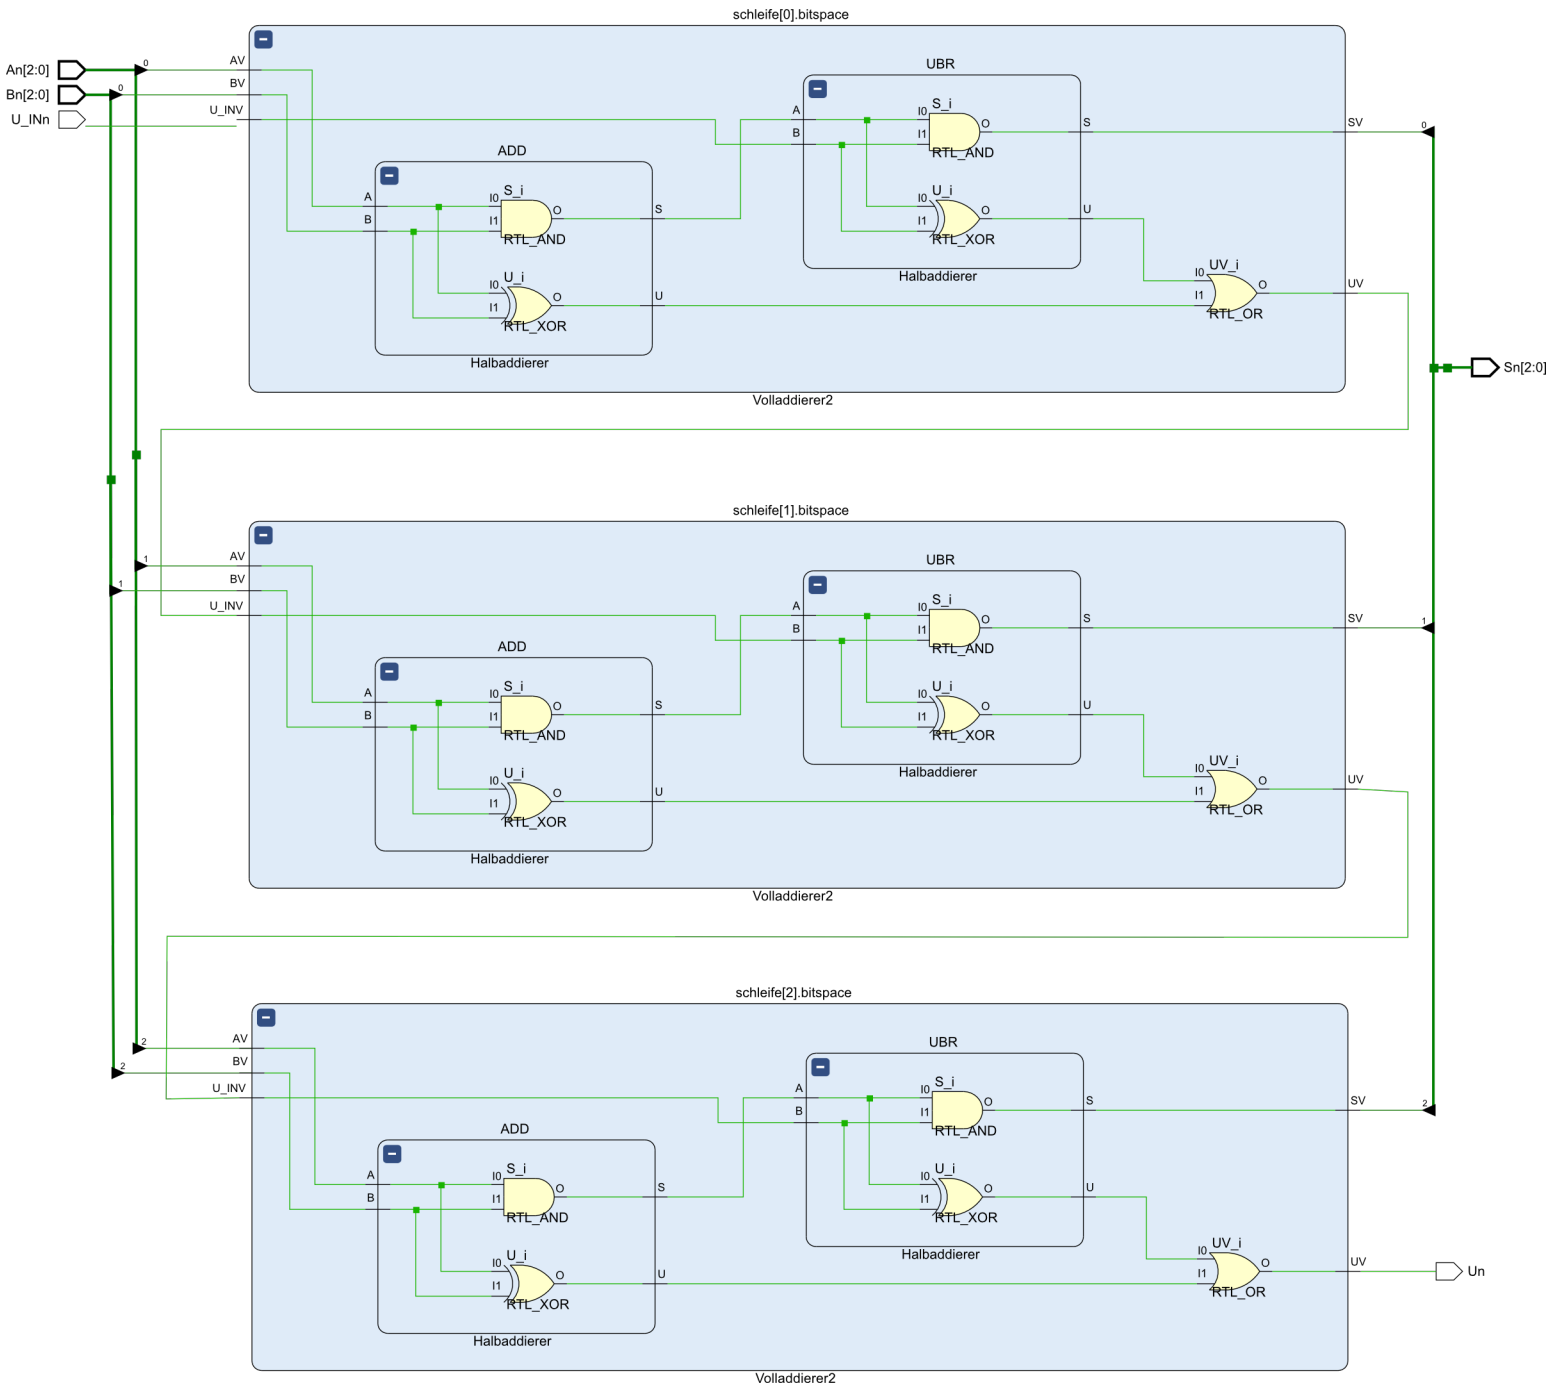 schleife[0].bitspace
An[2:0]
Bn[2:0]
U_INn
0
0
AV
BV
U_INV
UBR
A
B
I0
I1
S_i
O
RTL_AND
S
I0
I1
U_i
O
RTL_XOR
U
Halbaddierer
ADD
A
B
I0
I1
S_i
O
RTL_AND
S
I0
I1
U_i
O
RTL_XOR
U
Halbaddierer
I0
I1
UV_i
O
RTL_OR
SV
0
UV
Volladdierer2
Sn[2:0]
schleife[1].bitspace
1
1
AV
BV
U_INV
UBR
A
B
I0
I1
S_i
O
RTL_AND
S
I0
I1
U_i
O
RTL_XOR
U
Halbaddierer
ADD
A
B
I0
I1
S_i
O
RTL_AND
S
I0
I1
U_i
O
RTL_XOR
U
Halbaddierer
I0
I1
UV_i
O
RTL_OR
SV
1
UV
Volladdierer2
schleife[2].bitspace
2
2
AV
BV
U_INV
UBR
A
B
I0
I1
S_i
O
RTL_AND
S
I0
I1
U_i
O
RTL_XOR
U
Halbaddierer
ADD
A
B
I0
I1
S_i
O
RTL_AND
S
I0
I1
U_i
O
RTL_XOR
U
Halbaddierer
I0
I1
UV_i
O
RTL_OR
SV
2
UV
Un
Volladdierer2